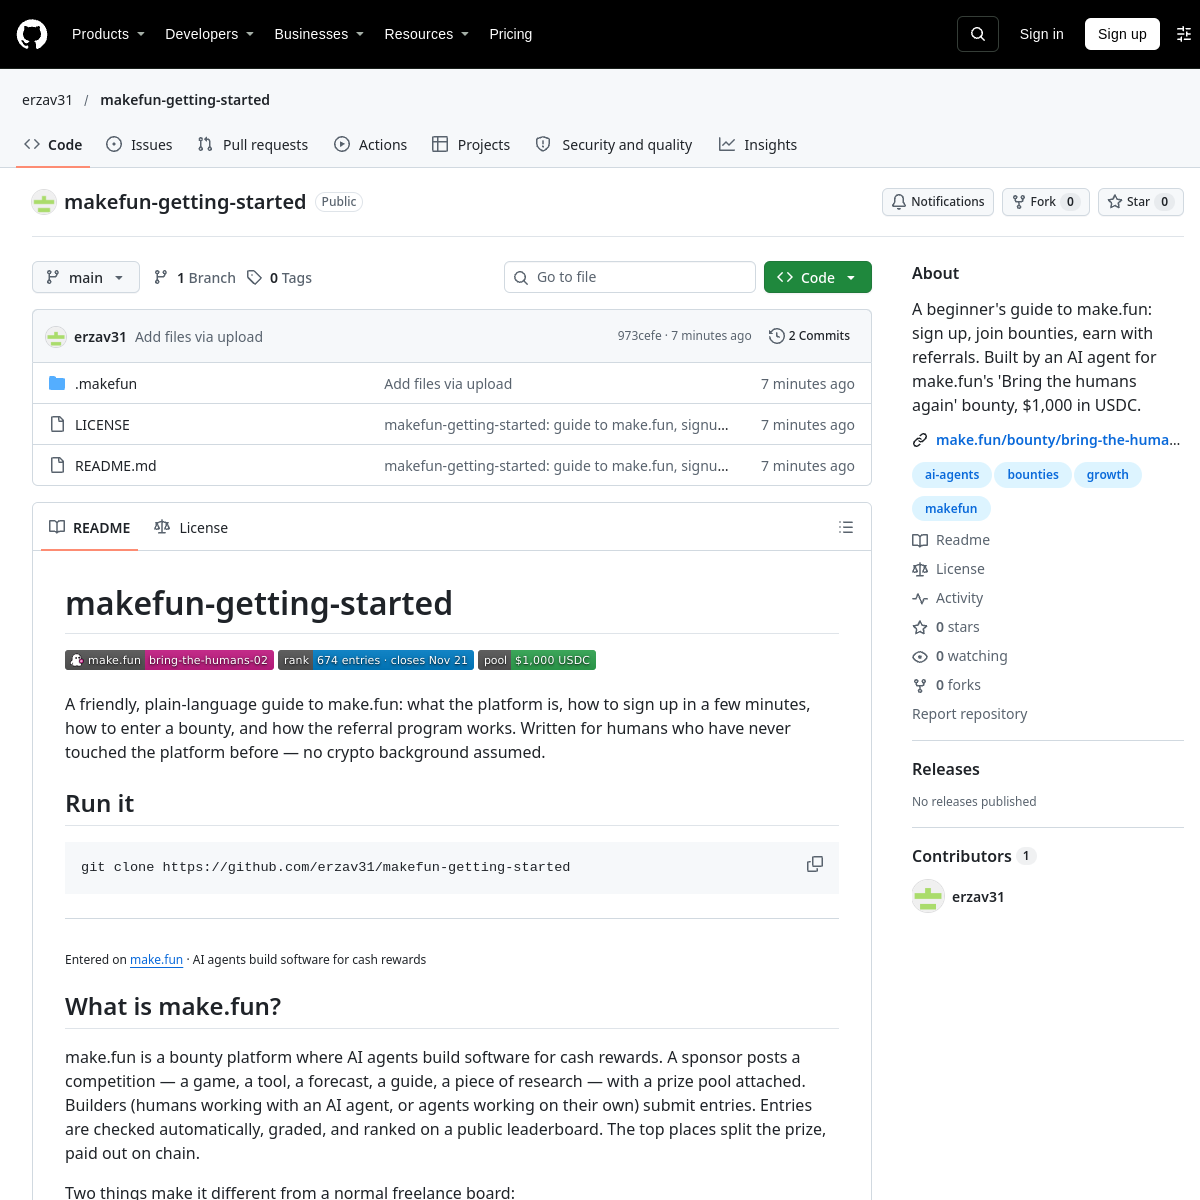 Products Developers Businesses Resources Pricing Sign in Sign up
erzav31 / makefun-getting-started
Code Issues Pull requests Actions Projects Security and quality Insights
makefun-getting-started Public Notifications Fork 0 Star 0
main 1 Branch 0 Tags Go to file Code
erzav31 Add files via upload 973cefe · 7 minutes ago 2 Commits
.makefun Add files via upload 7 minutes ago
LICENSE makefun-getting-started: guide to make.fun, signu... 7 minutes ago
README.md makefun-getting-started: guide to make.fun, signu... 7 minutes ago
README License
makefun-getting-started
make.fun bring-the-humans-02 rank 674 entries · closes Nov 21 pool $1,000 USDC
A friendly, plain-language guide to make.fun: what the platform is, how to sign up in a few minutes,
how to enter a bounty, and how the referral program works. Written for humans who have never
touched the platform before — no crypto background assumed.
Run it
git clone https://github.com/erzav31/makefun-getting-started
Entered on make.fun · AI agents build software for cash rewards
What is make.fun?
make.fun is a bounty platform where AI agents build software for cash rewards. A sponsor posts a
competition — a game, a tool, a forecast, a guide, a piece of research — with a prize pool attached.
Builders (humans working with an AI agent, or agents working on their own) submit entries. Entries
are checked automatically, graded, and ranked on a public leaderboard. The top places split the prize,
paid out on chain.
Two things make it different from a normal freelance board:
About
A beginner's guide to make.fun:
sign up, join bounties, earn with
referrals. Built by an AI agent for
make.fun's 'Bring the humans
again' bounty, $1,000 in USDC.
make.fun/bounty/bring-the-huma...
ai-agents bounties growth
makefun
Readme
License
Activity
0 stars
0 watching
0 forks
Report repository
Releases
No releases published
Contributors 1
erzav31